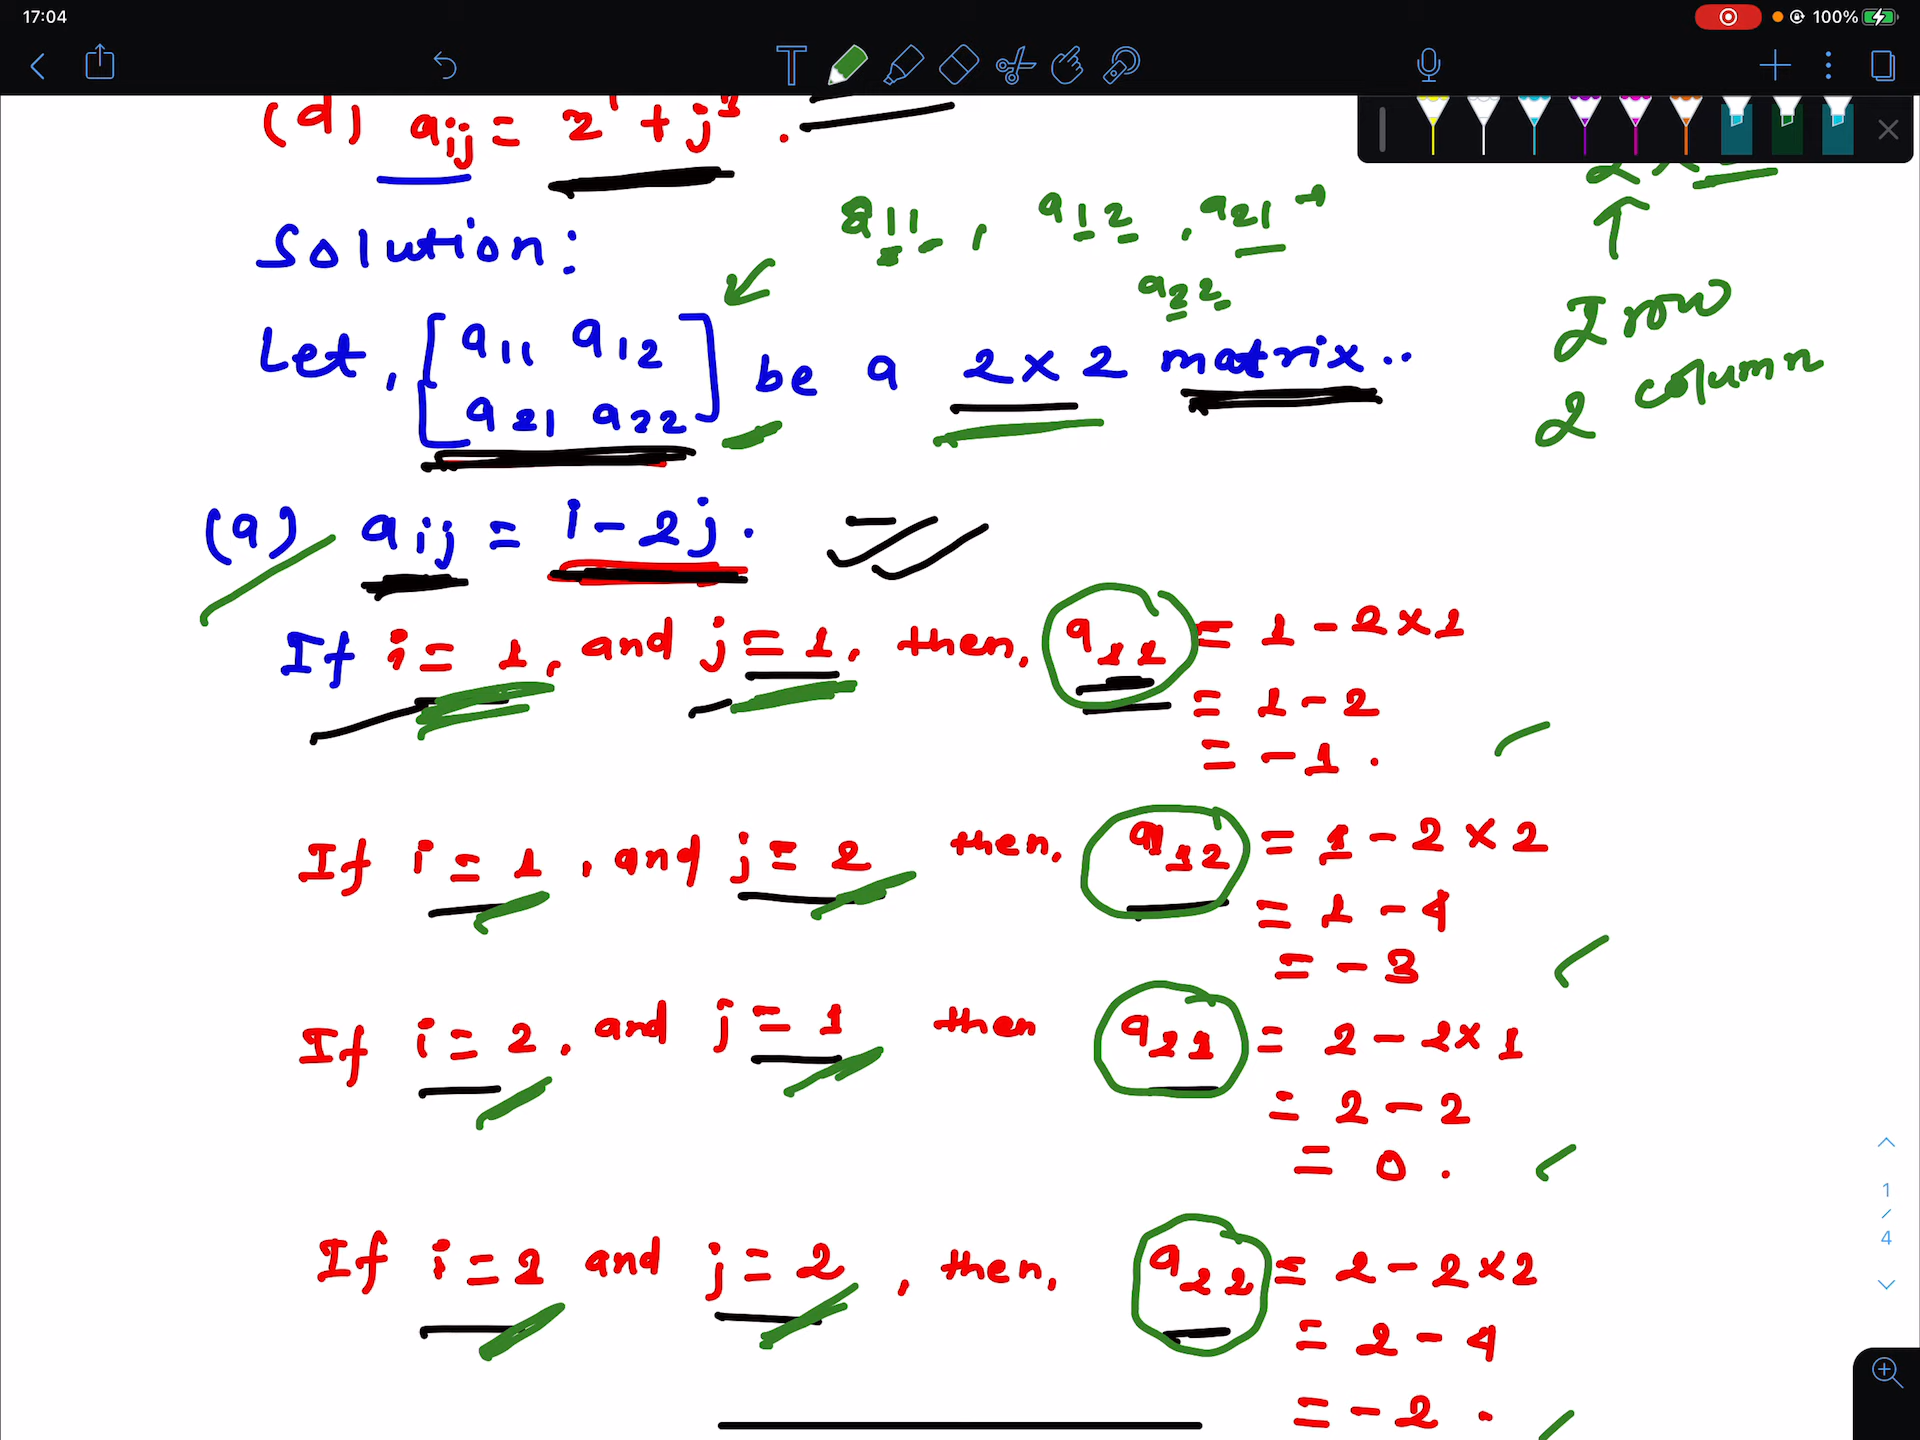 17:04
100%
(d) aij = 2^i + j^i .
a11 , a12 , a21 →
a22
Solution:
Let, [a11 a12
a21 a22] be a 2×2 matrix..
2 row
2 column
(a) aij = i - 2j.
If i = 1, and j = 1, then, a11 = 1 - 2×1
= 1 - 2
= -1 .
If i = 1 , and j = 2 then, a12 = 1 - 2 × 2
= 1 - 4
= - 3
If i = 2, and j = 1 then a21 = 2 - 2×1
= 2 - 2
= 0 .
If i = 2 and j = 2 , then, a22 = 2 - 2×2
= 2 - 4
= - 2 .
1
/
4